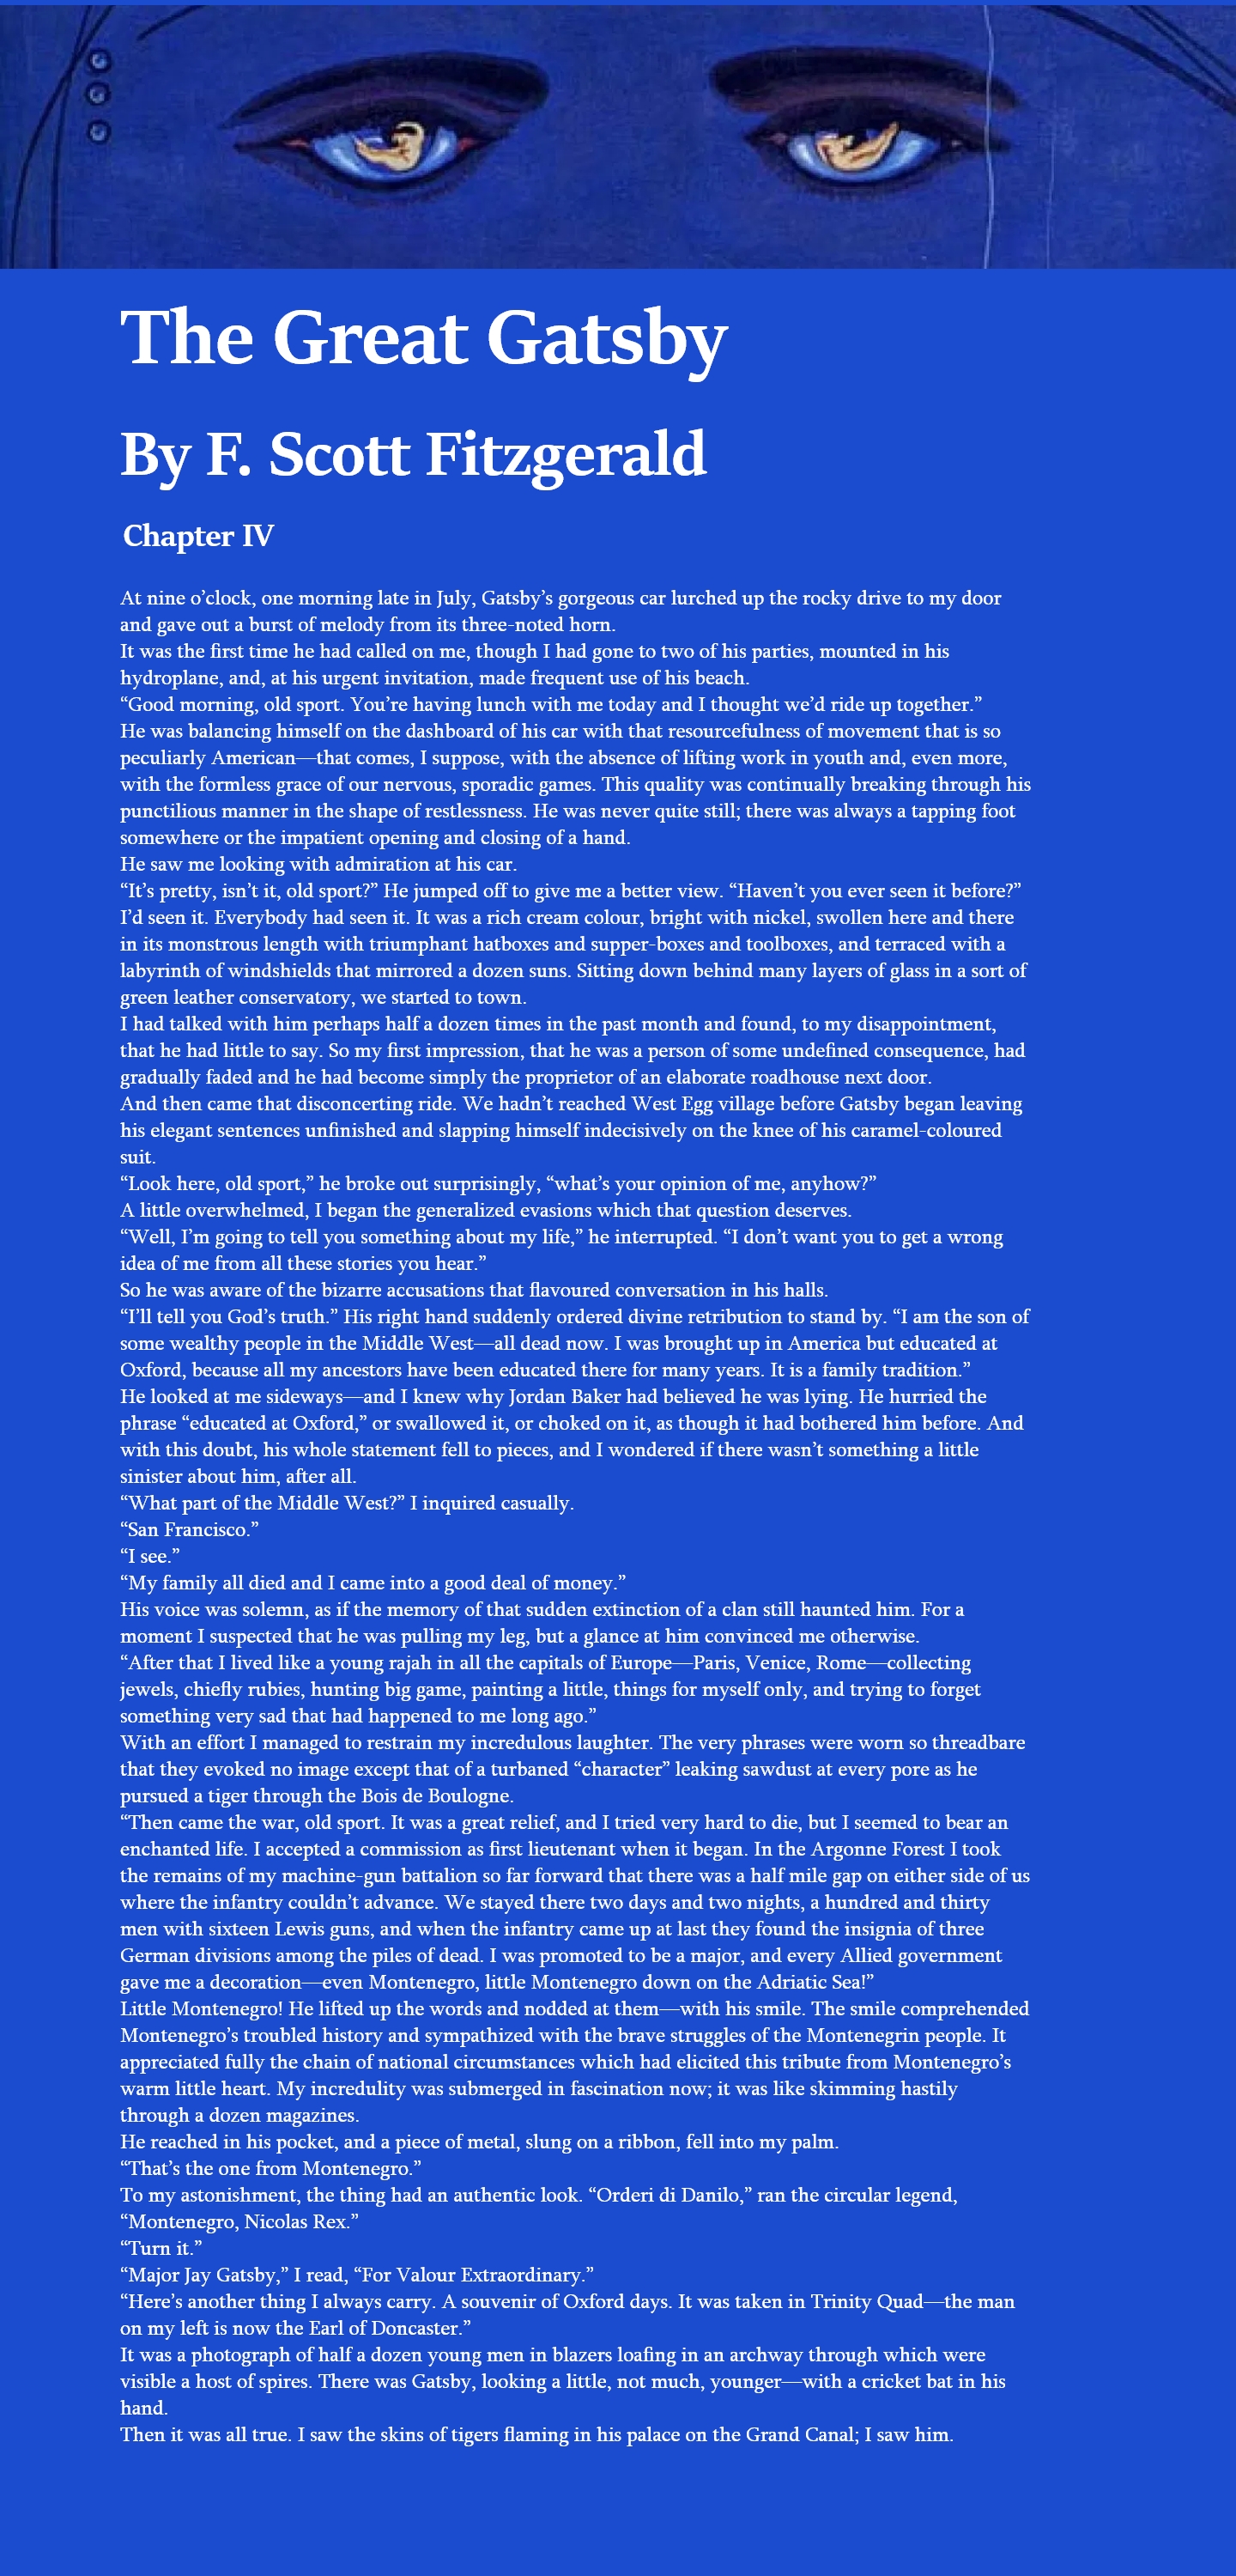 The Great Gatsby
By F. Scott Fitzgerald
Chapter IV
At nine o’clock, one morning late in July, Gatsby’s gorgeous car lurched up the rocky drive to my door
and gave out a burst of melody from its three-noted horn.
It was the first time he had called on me, though I had gone to two of his parties, mounted in his
hydroplane, and, at his urgent invitation, made frequent use of his beach.
“Good morning, old sport. You’re having lunch with me today and I thought we’d ride up together.”
He was balancing himself on the dashboard of his car with that resourcefulness of movement that is so
peculiarly American—that comes, I suppose, with the absence of lifting work in youth and, even more,
with the formless grace of our nervous, sporadic games. This quality was continually breaking through his
punctilious manner in the shape of restlessness. He was never quite still; there was always a tapping foot
somewhere or the impatient opening and closing of a hand.
He saw me looking with admiration at his car.
“It’s pretty, isn’t it, old sport?” He jumped off to give me a better view. “Haven’t you ever seen it before?”
I’d seen it. Everybody had seen it. It was a rich cream colour, bright with nickel, swollen here and there
in its monstrous length with triumphant hatboxes and supper-boxes and toolboxes, and terraced with a
labyrinth of windshields that mirrored a dozen suns. Sitting down behind many layers of glass in a sort of
green leather conservatory, we started to town.
I had talked with him perhaps half a dozen times in the past month and found, to my disappointment,
that he had little to say. So my first impression, that he was a person of some undefined consequence, had
gradually faded and he had become simply the proprietor of an elaborate roadhouse next door.
And then came that disconcerting ride. We hadn’t reached West Egg village before Gatsby began leaving
his elegant sentences unfinished and slapping himself indecisively on the knee of his caramel-coloured
suit.
“Look here, old sport,” he broke out surprisingly, “what’s your opinion of me, anyhow?”
A little overwhelmed, I began the generalized evasions which that question deserves.
“Well, I’m going to tell you something about my life,” he interrupted. “I don’t want you to get a wrong
idea of me from all these stories you hear.”
So he was aware of the bizarre accusations that flavoured conversation in his halls.
“I’ll tell you God’s truth.” His right hand suddenly ordered divine retribution to stand by. “I am the son of
some wealthy people in the Middle West—all dead now. I was brought up in America but educated at
Oxford, because all my ancestors have been educated there for many years. It is a family tradition.”
He looked at me sideways—and I knew why Jordan Baker had believed he was lying. He hurried the
phrase “educated at Oxford,” or swallowed it, or choked on it, as though it had bothered him before. And
with this doubt, his whole statement fell to pieces, and I wondered if there wasn’t something a little
sinister about him, after all.
“What part of the Middle West?” I inquired casually.
“San Francisco.”
“I see.”
“My family all died and I came into a good deal of money.”
His voice was solemn, as if the memory of that sudden extinction of a clan still haunted him. For a
moment I suspected that he was pulling my leg, but a glance at him convinced me otherwise.
“After that I lived like a young rajah in all the capitals of Europe—Paris, Venice, Rome—collecting
jewels, chiefly rubies, hunting big game, painting a little, things for myself only, and trying to forget
something very sad that had happened to me long ago.”
With an effort I managed to restrain my incredulous laughter. The very phrases were worn so threadbare
that they evoked no image except that of a turbaned “character” leaking sawdust at every pore as he
pursued a tiger through the Bois de Boulogne.
“Then came the war, old sport. It was a great relief, and I tried very hard to die, but I seemed to bear an
enchanted life. I accepted a commission as first lieutenant when it began. In the Argonne Forest I took
the remains of my machine-gun battalion so far forward that there was a half mile gap on either side of us
where the infantry couldn’t advance. We stayed there two days and two nights, a hundred and thirty
men with sixteen Lewis guns, and when the infantry came up at last they found the insignia of three
German divisions among the piles of dead. I was promoted to be a major, and every Allied government
gave me a decoration—even Montenegro, little Montenegro down on the Adriatic Sea!”
Little Montenegro! He lifted up the words and nodded at them—with his smile. The smile comprehended
Montenegro’s troubled history and sympathized with the brave struggles of the Montenegrin people. It
appreciated fully the chain of national circumstances which had elicited this tribute from Montenegro’s
warm little heart. My incredulity was submerged in fascination now; it was like skimming hastily
through a dozen magazines.
He reached in his pocket, and a piece of metal, slung on a ribbon, fell into my palm.
“That’s the one from Montenegro.”
To my astonishment, the thing had an authentic look. “Orderi di Danilo,” ran the circular legend,
“Montenegro, Nicolas Rex.”
“Turn it.”
“Major Jay Gatsby,” I read, “For Valour Extraordinary.”
“Here’s another thing I always carry. A souvenir of Oxford days. It was taken in Trinity Quad—the man
on my left is now the Earl of Doncaster.”
It was a photograph of half a dozen young men in blazers loafing in an archway through which were
visible a host of spires. There was Gatsby, looking a little, not much, younger—with a cricket bat in his
hand.
Then it was all true. I saw the skins of tigers flaming in his palace on the Grand Canal; I saw him.